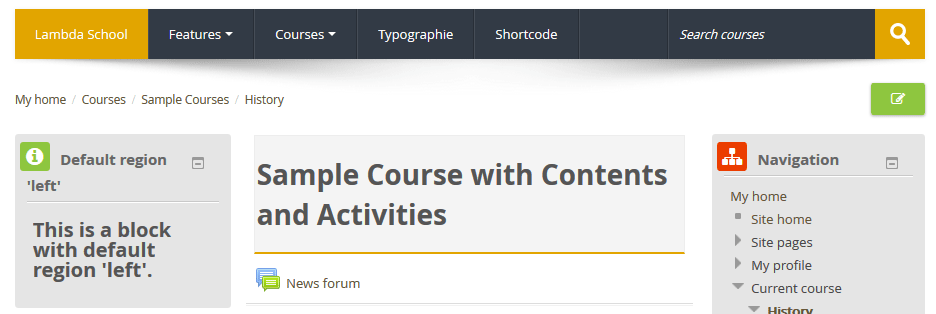 Lambda School Features Courses Typographie Shortcode Search courses
My home / Courses / Sample Courses / History
Default region
'left'
This is a block
with default
region 'left'.
Sample Course with Contents
and Activities
News forum
Navigation
My home
Site home
Site pages
My profile
Current course
History